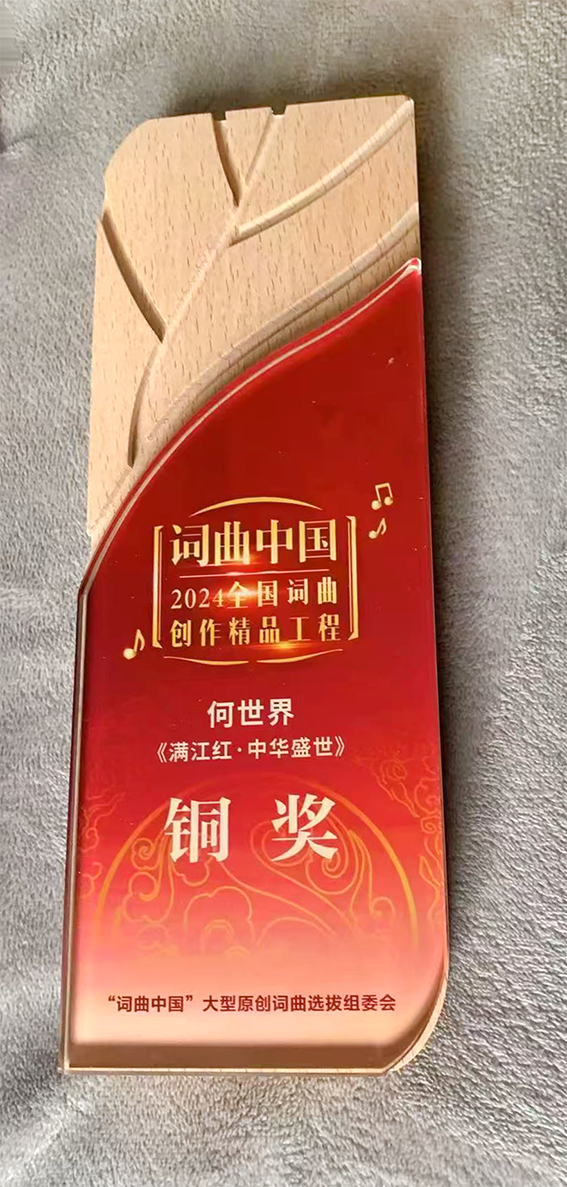 词曲中国
2024全国词曲
创作精品工程
何世界
《满江红·中华盛世》
铜奖
“词曲中国”大型原创词曲选拔组委会